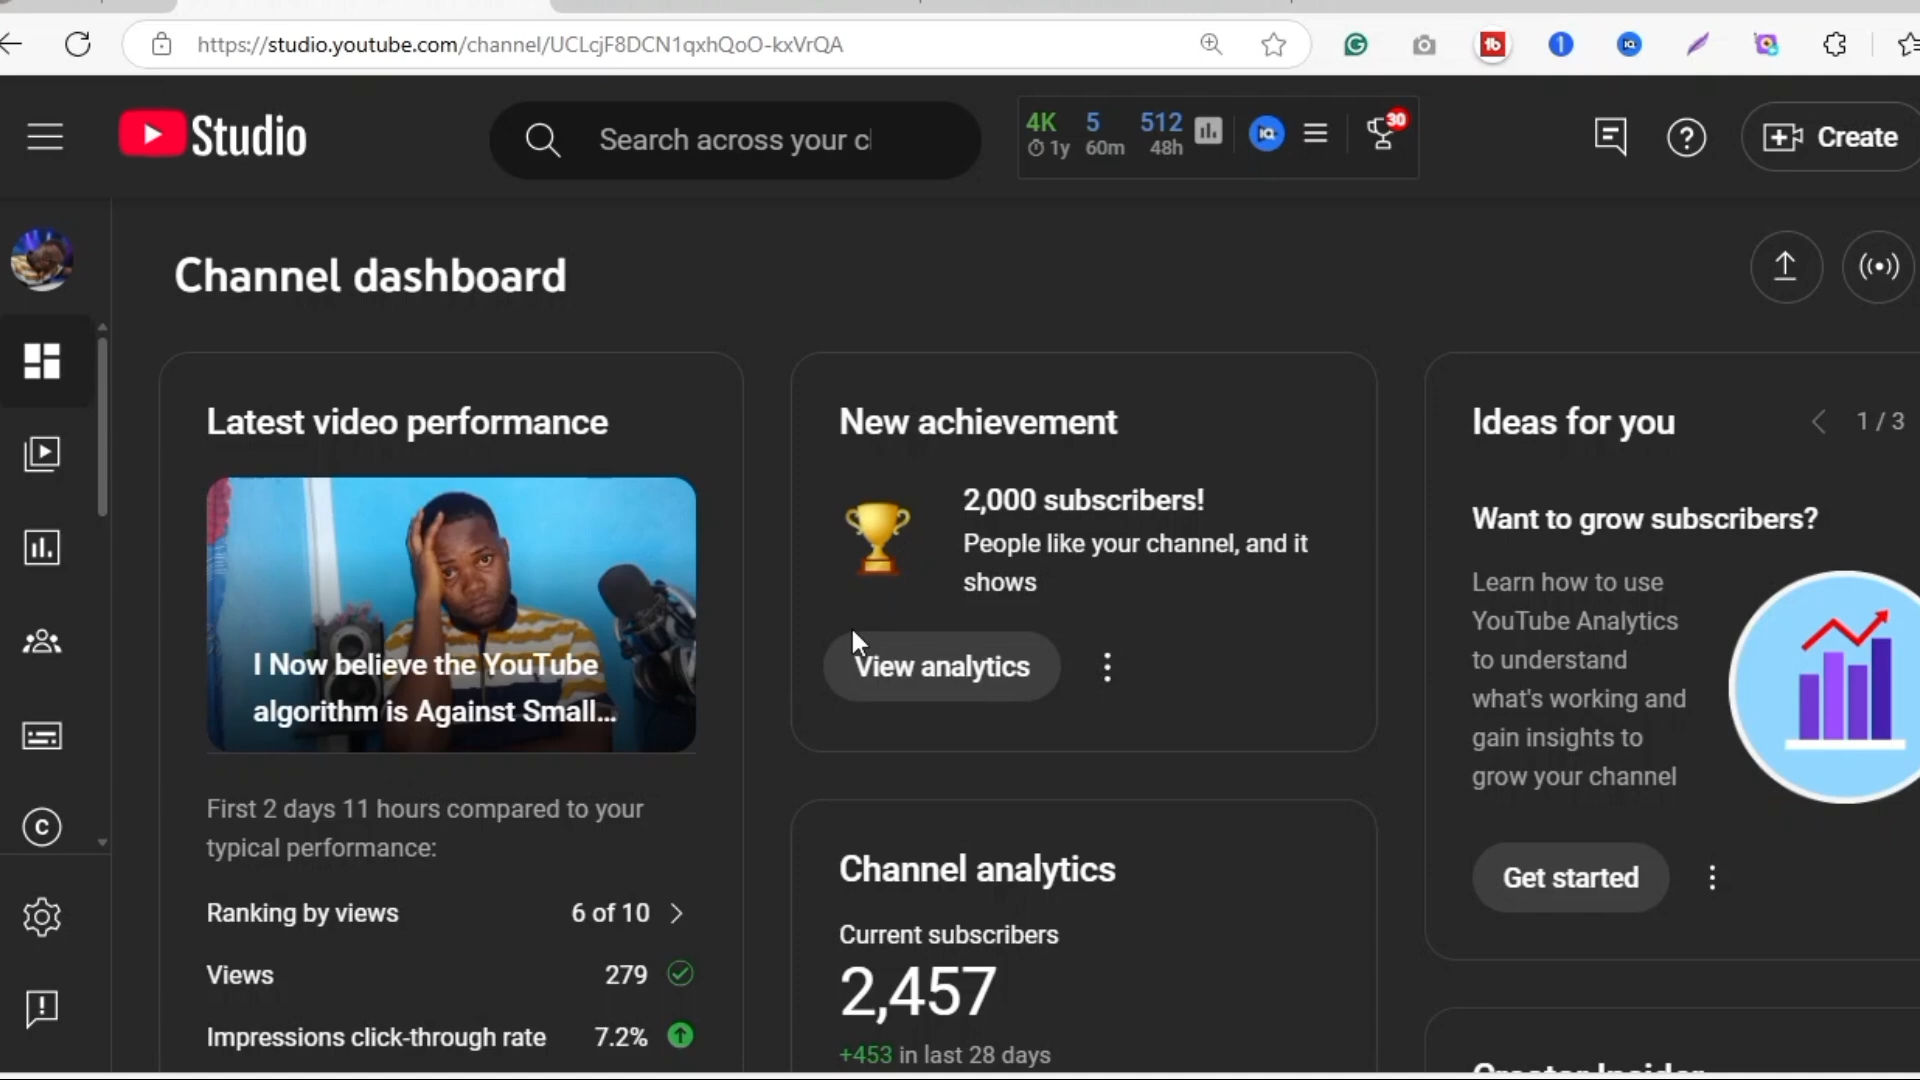 https://studio.youtube.com/channel/UCLcjF8DCN1qxhQoO-kxVrQA
Studio
Search across your c
4K 5 512
1y 60m 48h
IQ
30
Create
Channel dashboard
Latest video performance
I Now believe the YouTube
algorithm is Against Small...
First 2 days 11 hours compared to your
typical performance:
Ranking by views 6 of 10
Views 279
Impressions click-through rate 7.2%
New achievement
2,000 subscribers!
People like your channel, and it
shows
View analytics
Channel analytics
Current subscribers
2,457
+453 in last 28 days
Ideas for you
1 / 3
Want to grow subscribers?
Learn how to use
YouTube Analytics
to understand
what's working and
gain insights to
grow your channel
Get started
Creator Insider